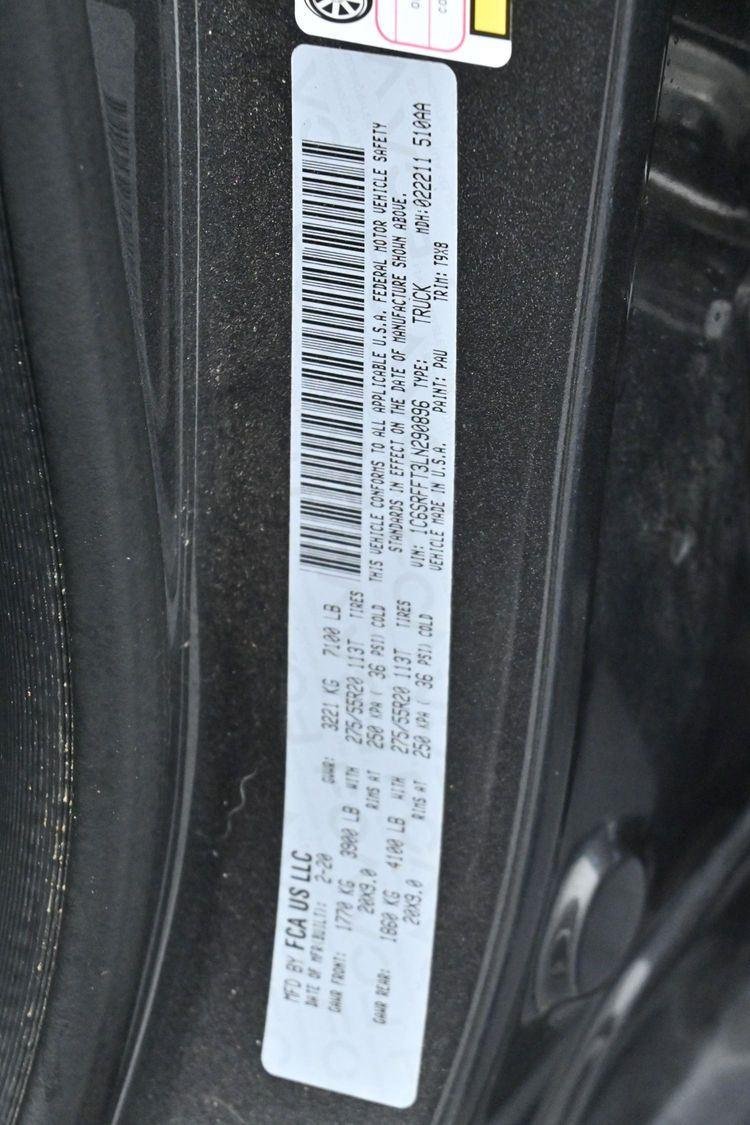 MFD BY FCA US LLC
DATE OF MFR(BUILT): 2-20 GVWR: 3221 KG 7100 LB
GAWR FRONT: 1770 KG 3900 LB WITH 275/55R20 113T TIRES
20X9.0 RIMS AT 250 KPA ( 36 PSI) COLD
GAWR REAR: 1860 KG 4100 LB WITH 275/55R20 113T TIRES
20X9.0 RIMS AT 250 KPA ( 36 PSI) COLD
THIS VEHICLE CONFORMS TO ALL APPLICABLE U.S.A. FEDERAL MOTOR VEHICLE SAFETY
STANDARDS IN EFFECT ON THE DATE OF MANUFACTURE SHOWN ABOVE.
VIN: 1C6SRFFT3LN290896 TYPE: TRUCK MDH: 022211 510AA
VEHICLE MADE IN U.S.A. PAINT: PAU TRIM: T9X8